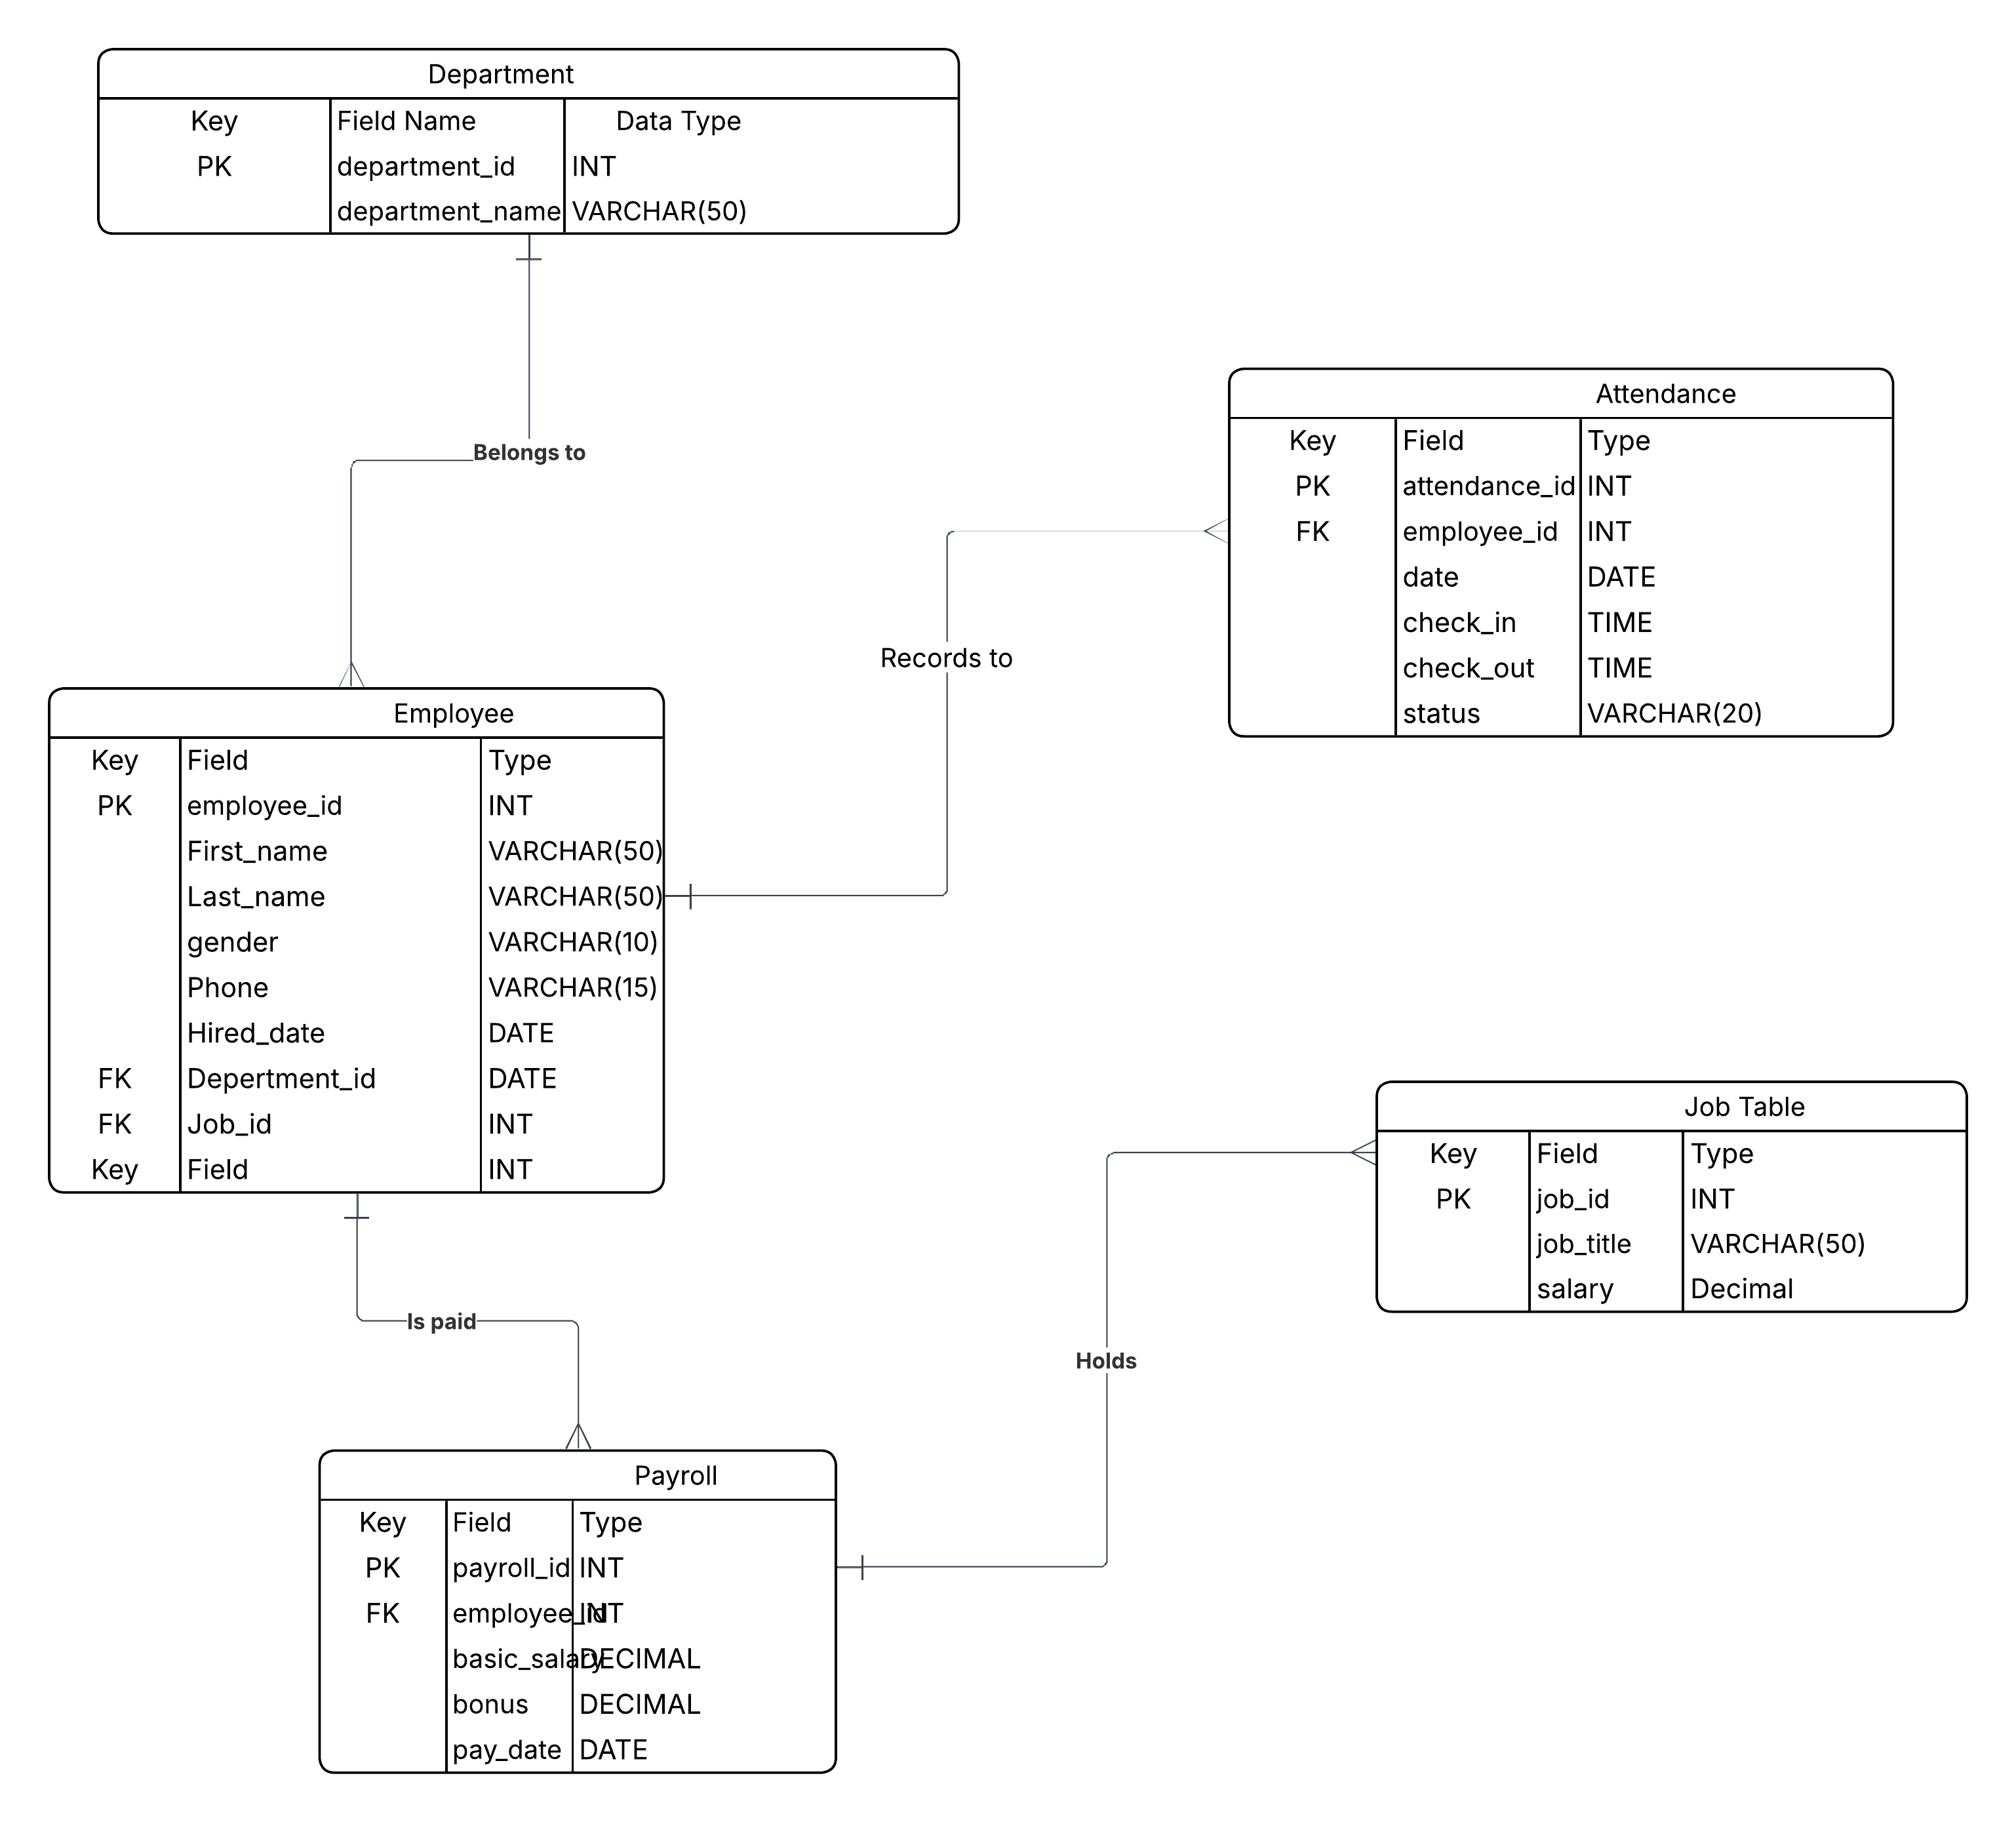 Department
Key Field Name Data Type
PK department_id INT
department_name VARCHAR(50)
Belongs to
Attendance
Key Field Type
PK attendance_id INT
FK employee_id INT
date DATE
check_in TIME
check_out TIME
status VARCHAR(20)
Records to
Employee
Key Field Type
PK employee_id INT
First_name VARCHAR(50)
Last_name VARCHAR(50)
gender VARCHAR(10)
Phone VARCHAR(15)
Hired_date DATE
FK Depertment_id DATE
FK Job_id INT
Key Field INT
Job Table
Key Field Type
PK job_id INT
job_title VARCHAR(50)
salary Decimal
Is paid
Holds
Payroll
Key Field Type
PK payroll_id INT
FK employee_id INT
basic_salary DECIMAL
bonus DECIMAL
pay_date DATE